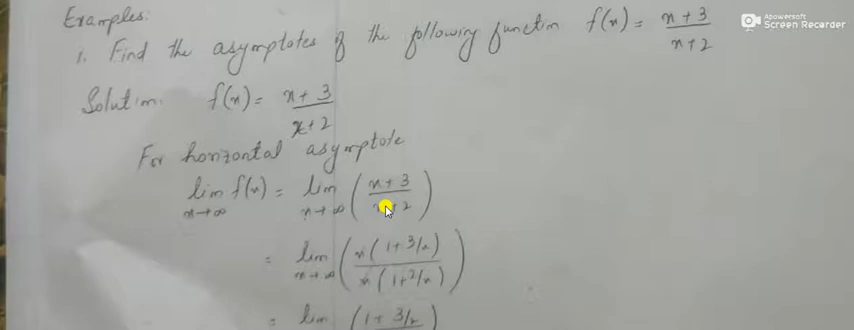 Examples:
1. Find the asymptotes of the following function f(x) = x+3 / x+2
Apowersoft
Screen Recorder
Solution: f(x) = x+3 / x+2
For horizontal asymptote
lim x→∞ f(x) = lim x→∞ (x+3 / x+2)
= lim x→∞ (x(1+3/x) / x(1+2/x))
= lim (1+3/x